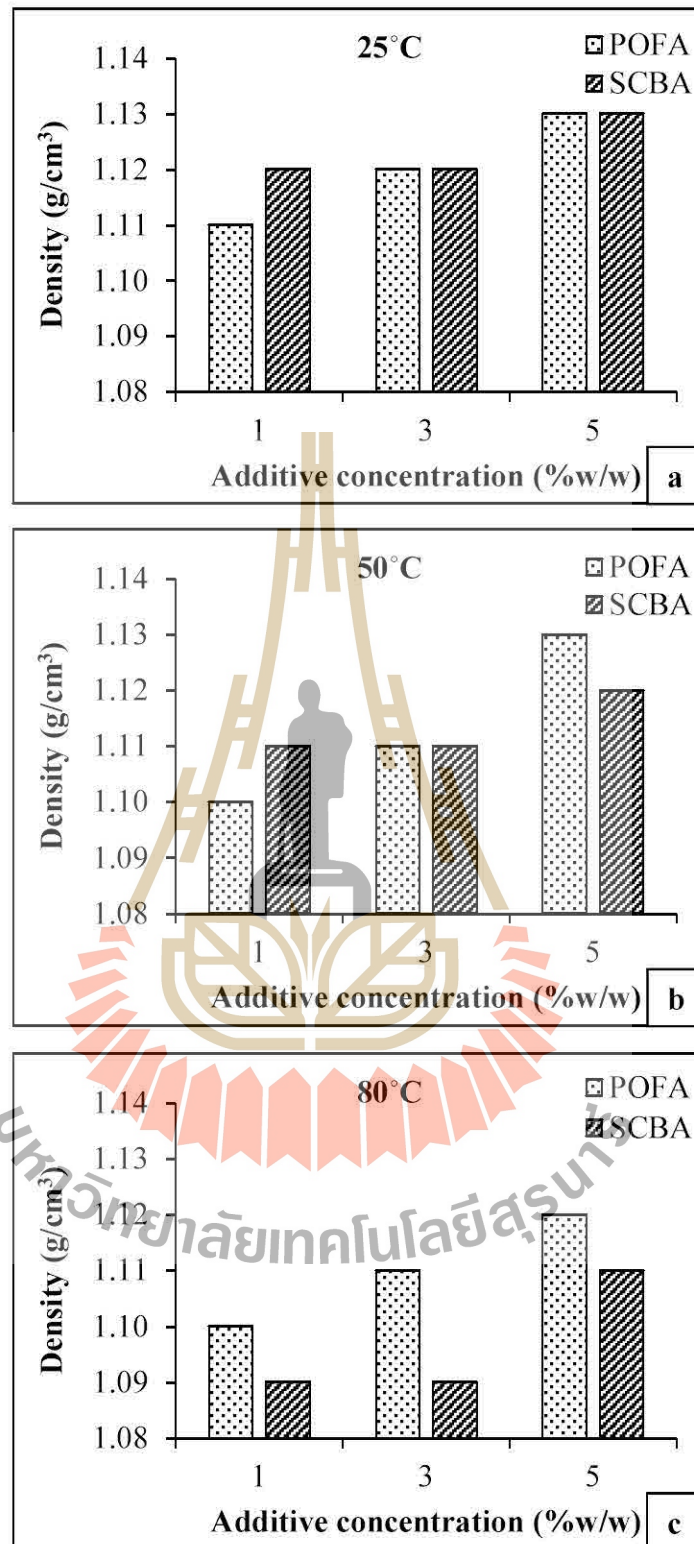 25°C
POFA
SCBA
1.14
1.13
1.12
1.11
1.10
1.09
1.08
Density (g/cm³)
1 3 5
Additive concentration (%w/w)
a
50°C
POFA
SCBA
1.14
1.13
1.12
1.11
1.10
1.09
1.08
Density (g/cm³)
1 3 5
Additive concentration (%w/w)
b
80°C
POFA
SCBA
1.14
1.13
1.12
1.11
1.10
1.09
1.08
Density (g/cm³)
1 3 5
Additive concentration (%w/w)
c
มหาวิทยาลัยเทคโนโลยีสุรนารี